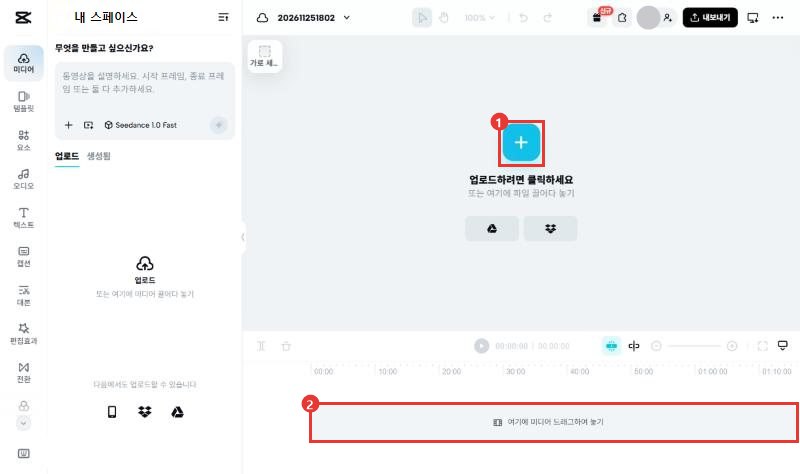 내 스페이스
202611251802
100%
신규
내보내기
무엇을 만들고 싶으신가요?
동영상을 설명하세요. 시작 프레임, 종료 프레
임 또는 둘 다 추가하세요.
Seedance 1.0 Fast
업로드
생성됨
미디어
템플릿
요소
오디오
텍스트
캡션
대본
편집효과
전환
업로드
또는 여기에 미디어 끌어다 놓기
다음에서도 업로드할 수 있습니다
가로 세...
1
업로드하려면 클릭하세요
또는 여기에 파일 끌어다 놓기
00:00:00 | 00:00:00
00:00
10:00
20:00
30:00
40:00
50:00
01:00:00
01:10:00
2
여기에 미디어 드래그하여 놓기